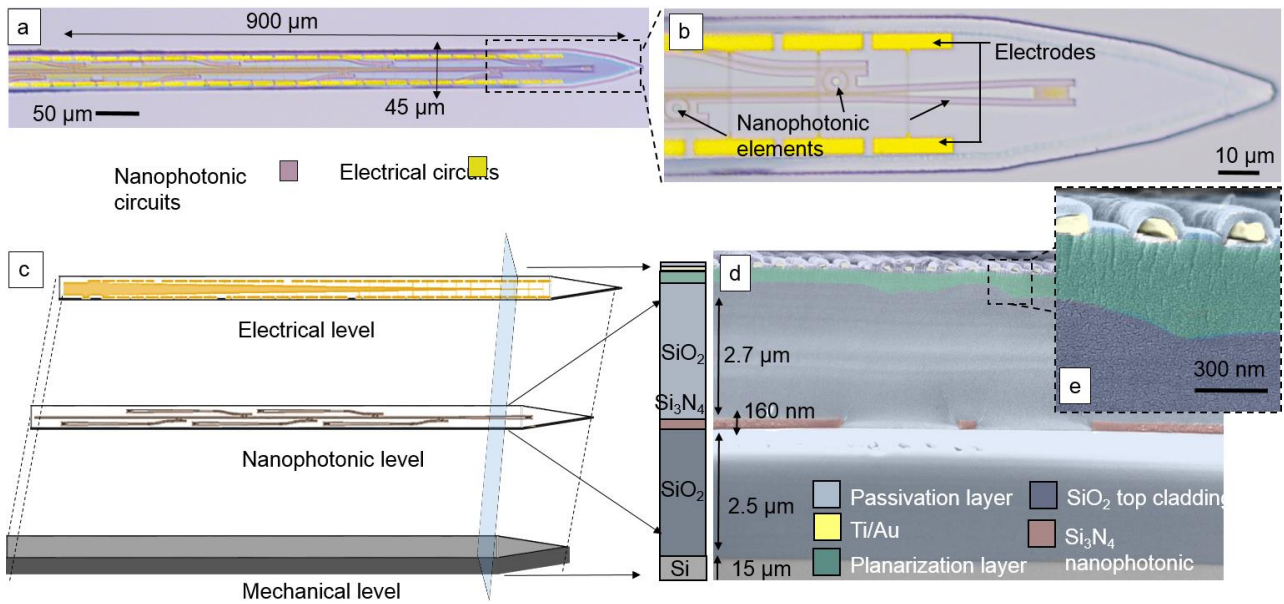 a
900 µm
45 µm
50 µm
b
Electrodes
Nanophotonic
elements
10 µm
Nanophotonic
circuits
Electrical circuits
c
Electrical level
Nanophotonic level
Mechanical level
SiO2
Si3N4
SiO2
Si
d
2.7 µm
160 nm
2.5 µm
15 µm
Passivation layer
Ti/Au
Planarization layer
SiO2 top cladding
Si3N4
nanophotonic
e
300 nm